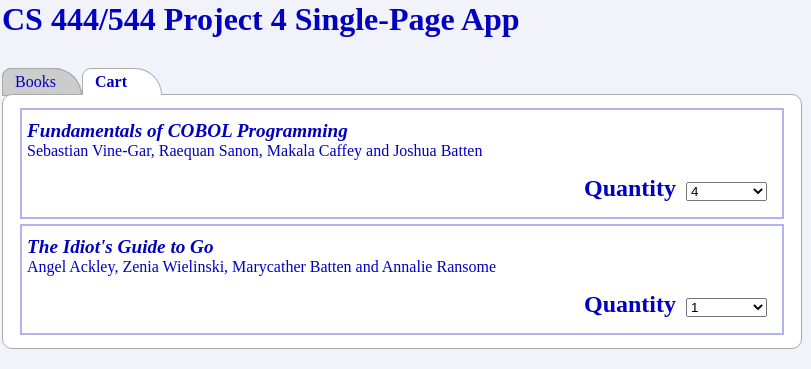 CS 444/544 Project 4 Single-Page App
Books
Cart
Fundamentals of COBOL Programming
Sebastian Vine-Gar, Raequan Sanon, Makala Caffey and Joshua Batten
Quantity 4
The Idiot's Guide to Go
Angel Ackley, Zenia Wielinski, Marycather Batten and Annalie Ransome
Quantity 1